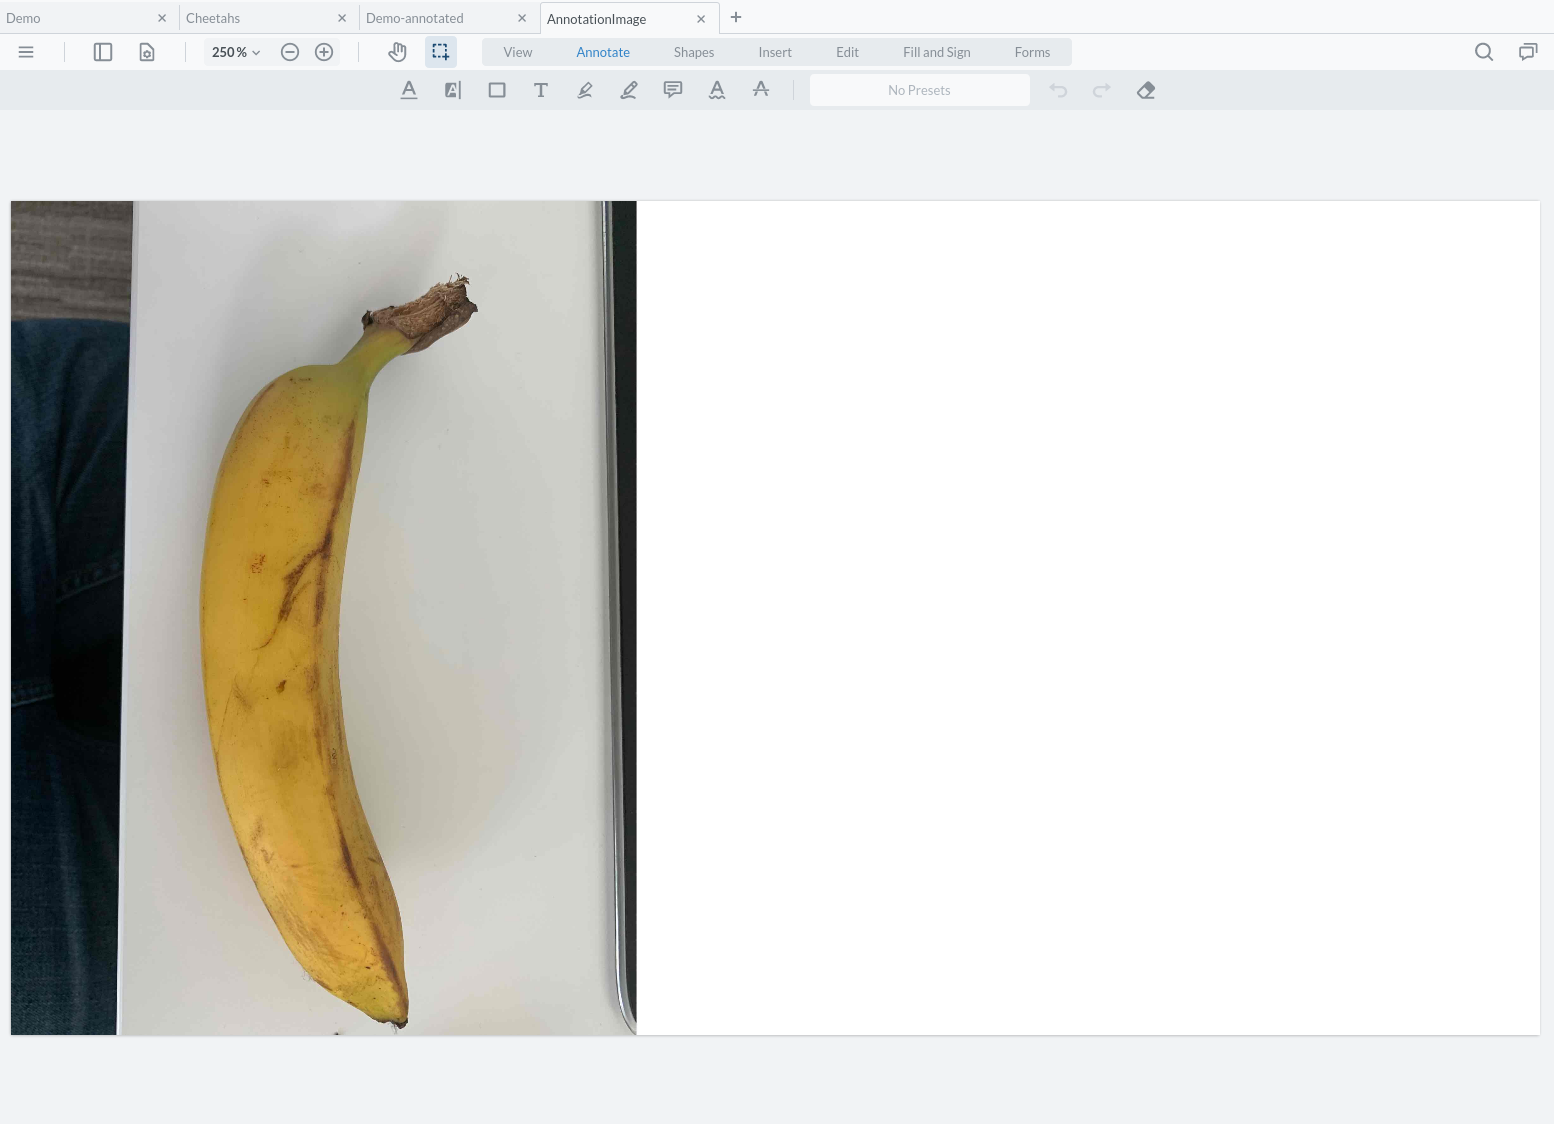 Demo
Cheetahs
Demo-annotated
AnnotationImage
250 %
View
Annotate
Shapes
Insert
Edit
Fill and Sign
Forms
No Presets